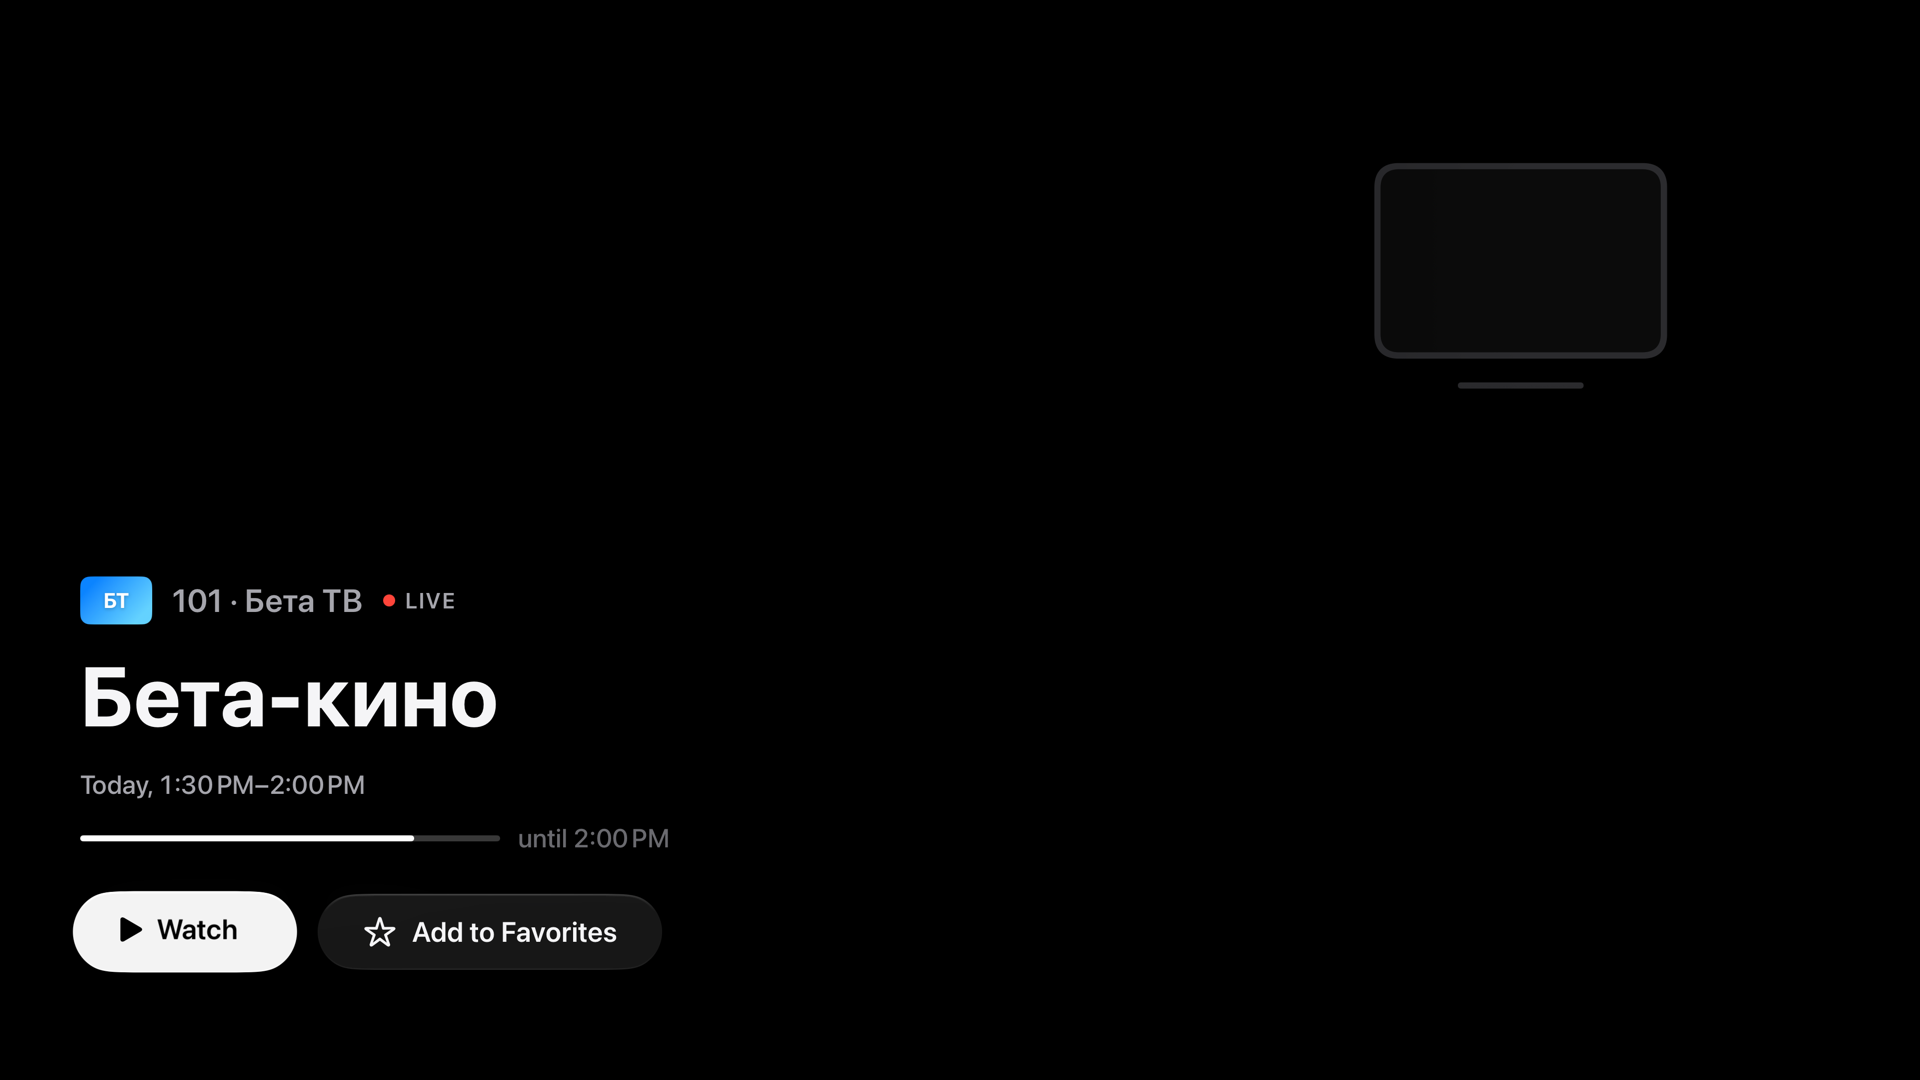 БТ 101 · Бета ТВ LIVE
Бета-кино
Today, 1:30 PM–2:00 PM
until 2:00 PM
Watch Add to Favorites